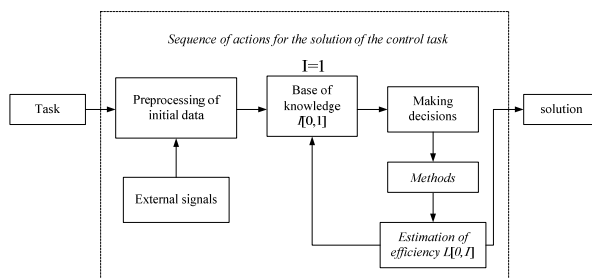 Sequence of actions for the solution of the control task
I=1
Task
Preprocessing of
initial data
Base of
knowledge
I[0,1]
Making
decisions
solution
External signals
Methods
Estimation of
efficiency L[0,I]